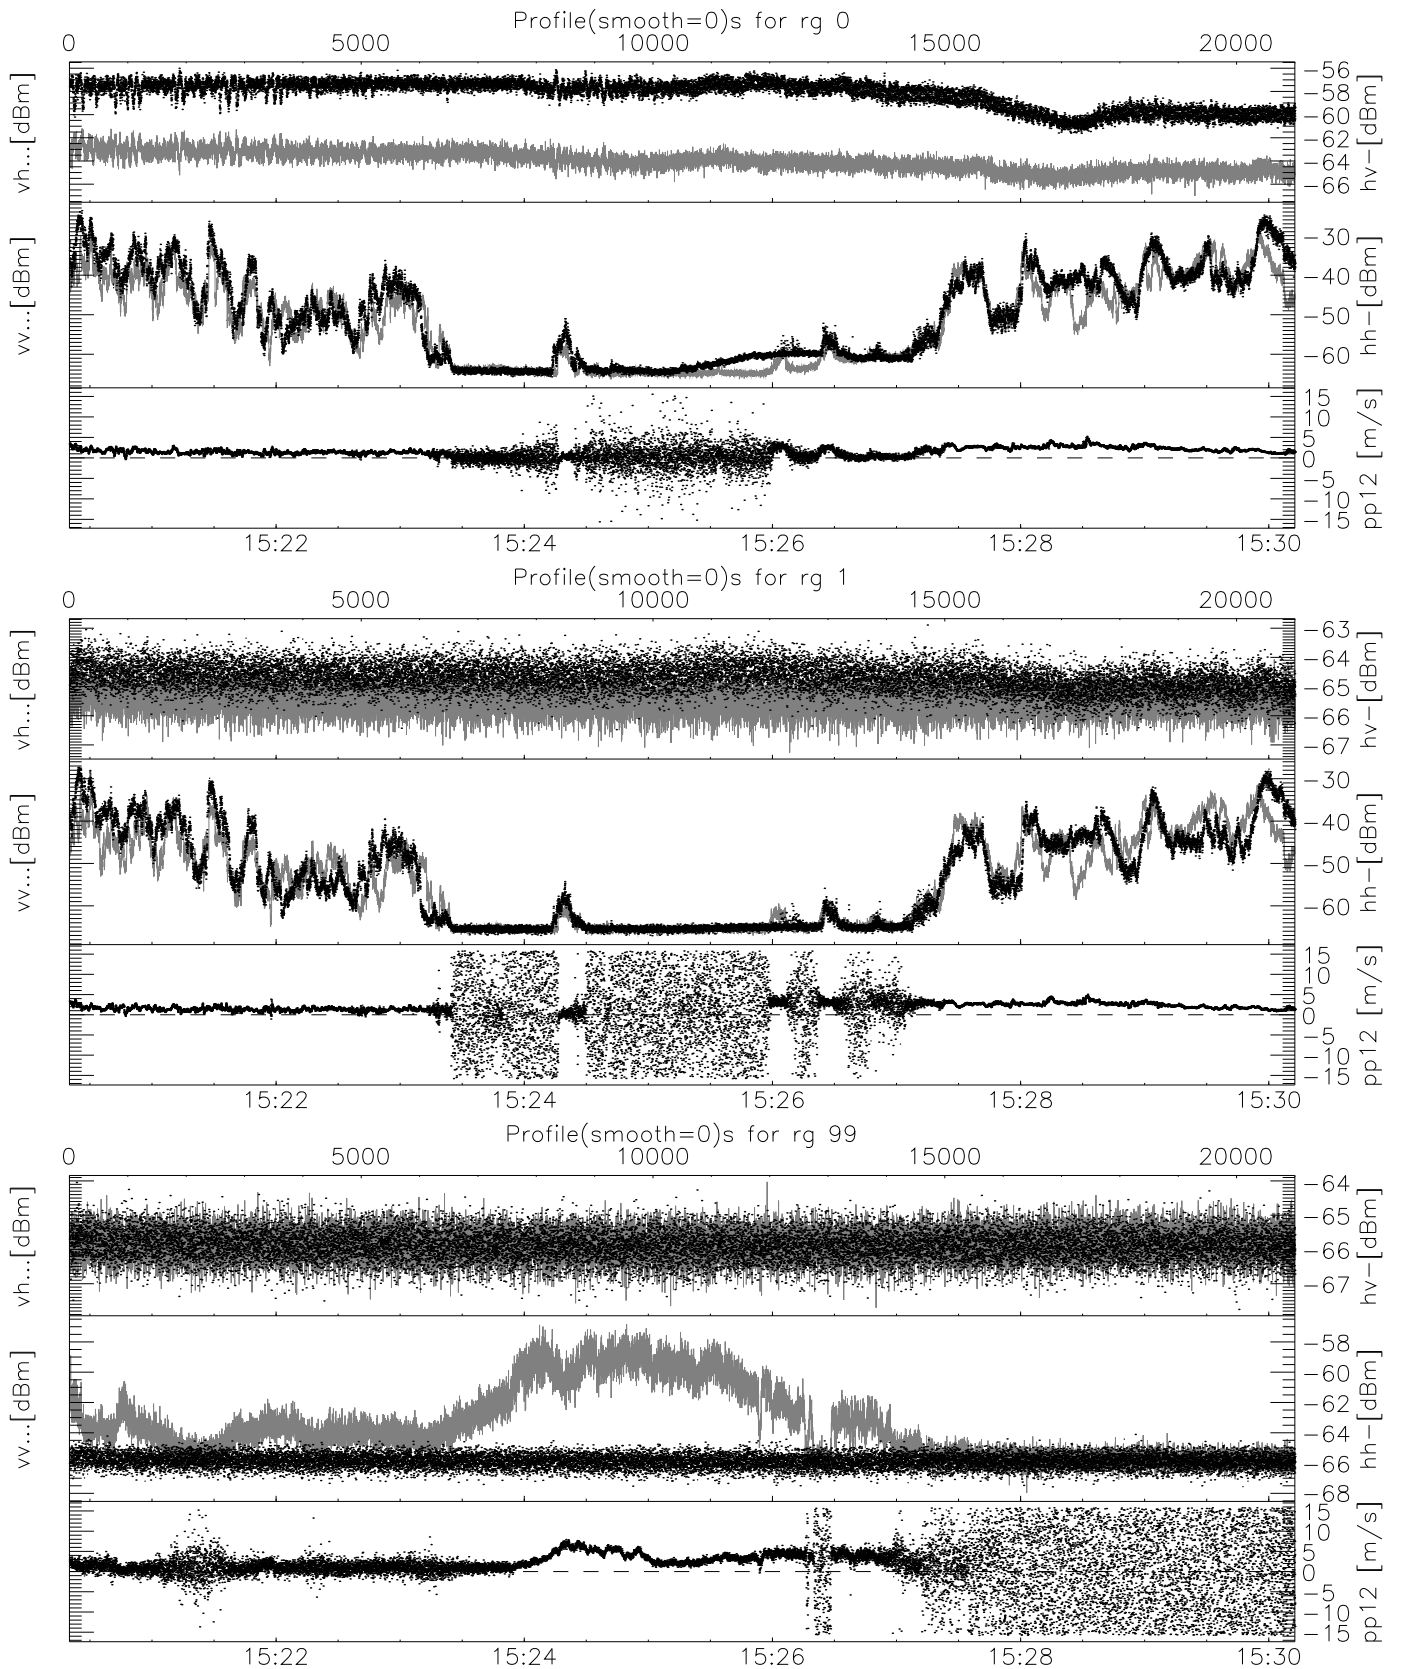 Profile(smooth=0)s for rg 0
0 5000 10000 15000 20000
vh...[dBm]
-56
-58
-60
-62
-64
-66
hv-[dBm]
vv...[dBm]
-30
-40
-50
-60
hh-[dBm]
15
10
5
0
-5
-10
-15
pp12 [m/s]
15:22 15:24 15:26 15:28 15:30
Profile(smooth=0)s for rg 1
0 5000 10000 15000 20000
vh...[dBm]
-63
-64
-65
-66
-67
hv-[dBm]
vv...[dBm]
-30
-40
-50
-60
hh-[dBm]
15
10
5
0
-5
-10
-15
pp12 [m/s]
15:22 15:24 15:26 15:28 15:30
Profile(smooth=0)s for rg 99
0 5000 10000 15000 20000
vh...[dBm]
-64
-65
-66
-67
hv-[dBm]
vv...[dBm]
-58
-60
-62
-64
-66
-68
hh-[dBm]
15
10
5
0
-5
-10
-15
pp12 [m/s]
15:22 15:24 15:26 15:28 15:30